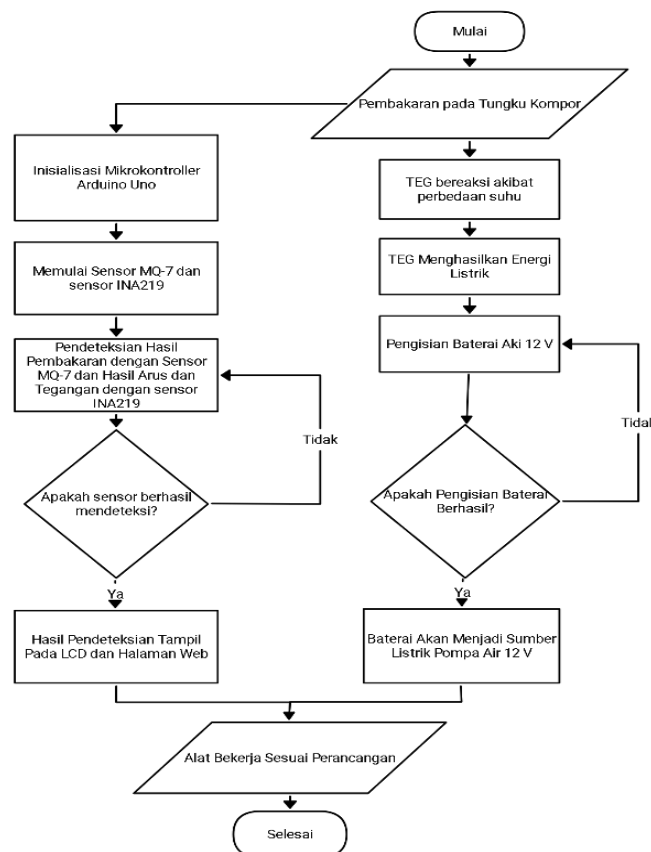 Mulai
Pembakaran pada Tungku Kompor
Inisialisasi Mikrokontroller
Arduino Uno
Memulai Sensor MQ-7 dan
sensor INA219
Pendeteksian Hasil
Pembakaran dengan Sensor
MQ-7 dan Hasil Arus dan
Tegangan dengan sensor
INA219
Tidak
Apakah sensor berhasil
mendeteksi?
Ya
Hasil Pendeteksian Tampil
Pada LCD dan Halaman Web
TEG bereaksi akibat
perbedaan suhu
TEG Menghasilkan Energi
Listrik
Pengisian Baterai Aki 12 V
Tidak
Apakah Pengisian Baterai
Berhasil?
Ya
Baterai Akan Menjadi Sumber
Listrik Pompa Air 12 V
Alat Bekerja Sesuai Perancangan
Selesai